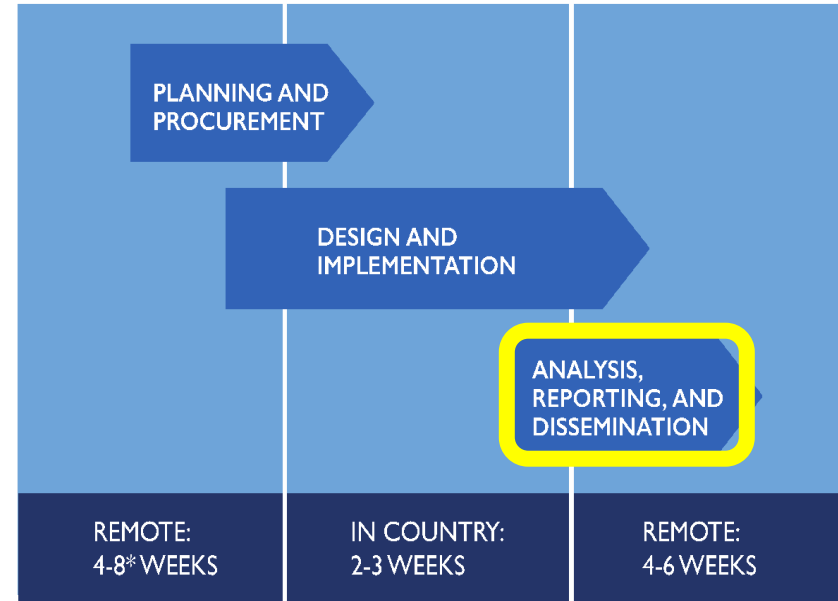 PLANNING AND
PROCUREMENT
DESIGN AND
IMPLEMENTATION
ANALYSIS,
REPORTING, AND
DISSEMINATION
REMOTE:
4-8* WEEKS
IN COUNTRY:
2-3 WEEKS
REMOTE:
4-6 WEEKS